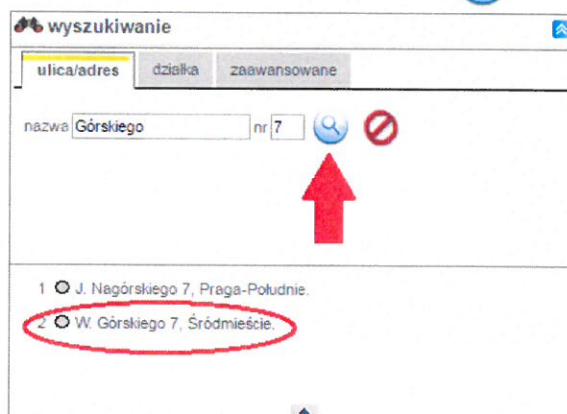 wyszukiwanie
ulica/adres działka zaawansowane
nazwa Górskiego nr 7
1 J. Nagórskiego 7, Praga-Południe.
2 W. Górskiego 7, Śródmieście.